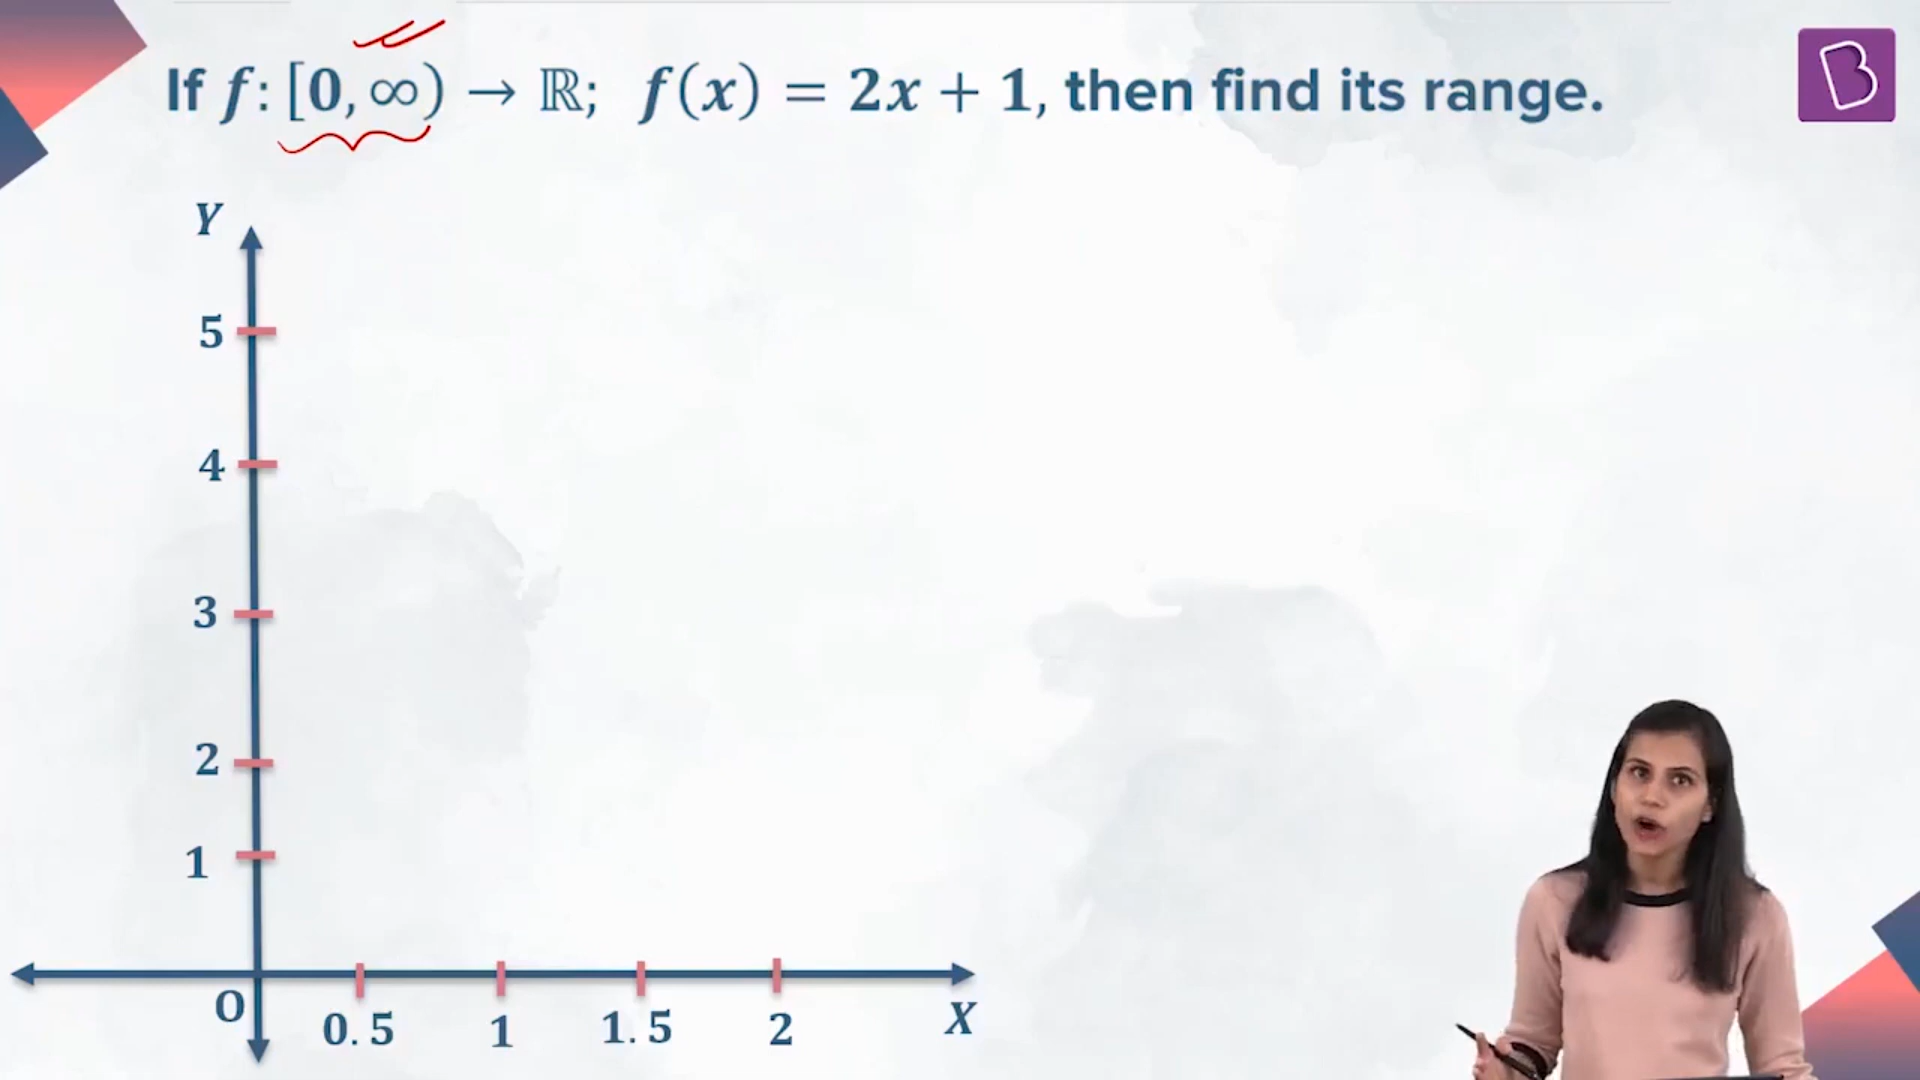 If f: [0, ∞) → ℝ; f(x) = 2x + 1, then find its range.
Y
5
4
3
2
1
O
0.5 1 1.5 2 X